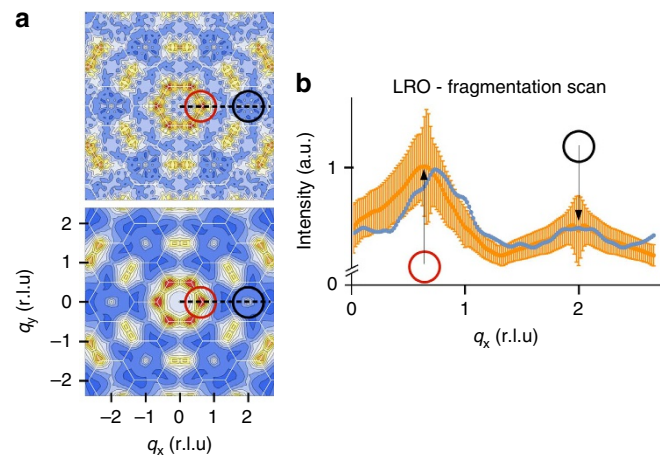 a
2
1
0
−1
−2
q_y (r.l.u)
−2 −1 0 1 2
q_x (r.l.u)
b
LRO - fragmentation scan
Intensity (a.u.)
1
0
0 1 2
q_x (r.l.u)